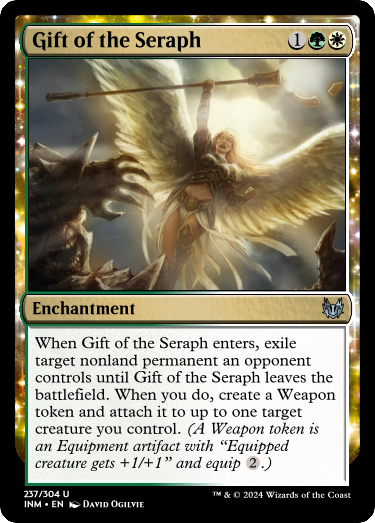 Gift of the Seraph 1
Enchantment
When Gift of the Seraph enters, exile
target nonland permanent an opponent
controls until Gift of the Seraph leaves the
battlefield. When you do, create a Weapon
token and attach it to up to one target
creature you control. (A Weapon token is
an Equipment artifact with “Equipped
creature gets +1/+1” and equip 2.)
237/304 U
INM • EN DAVID OGILVIE
™ & © 2024 Wizards of the Coast